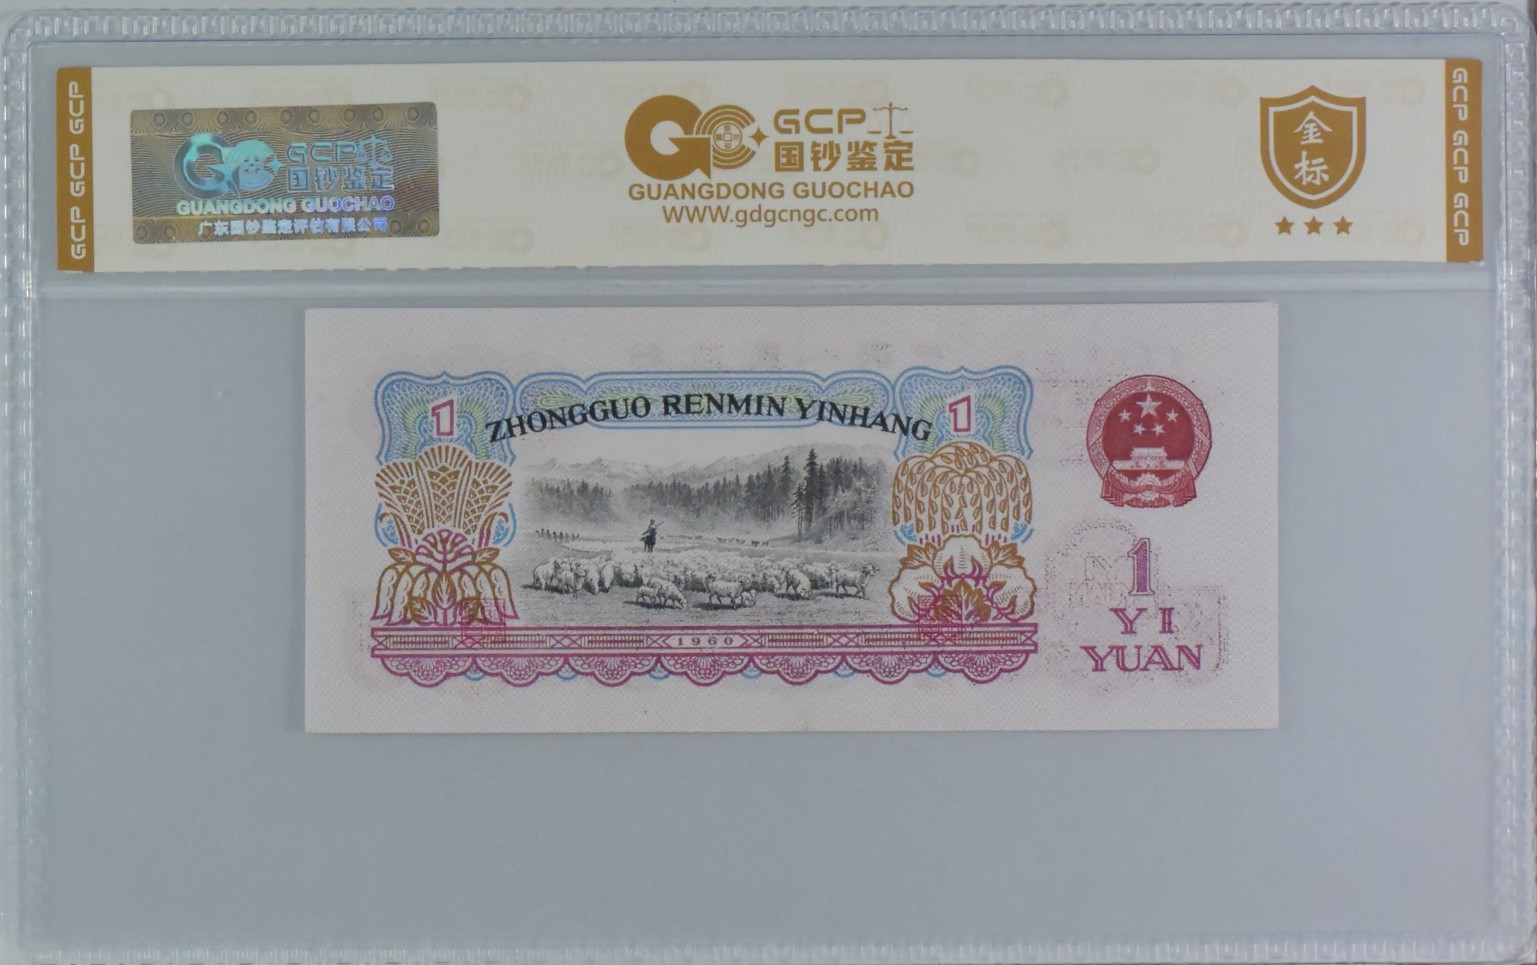 GCP GCP GCP
GCP
国钞鉴定
GUANGDONG GUOCHAO
广东国钞鉴定评估有限公司
GCP
国钞鉴定
GUANGDONG GUOCHAO
WWW.gdgcngc.com
金标
GCP GCP GCP
1 ZHONGGUO RENMIN YINHANG 1
1960
1
YI
YUAN